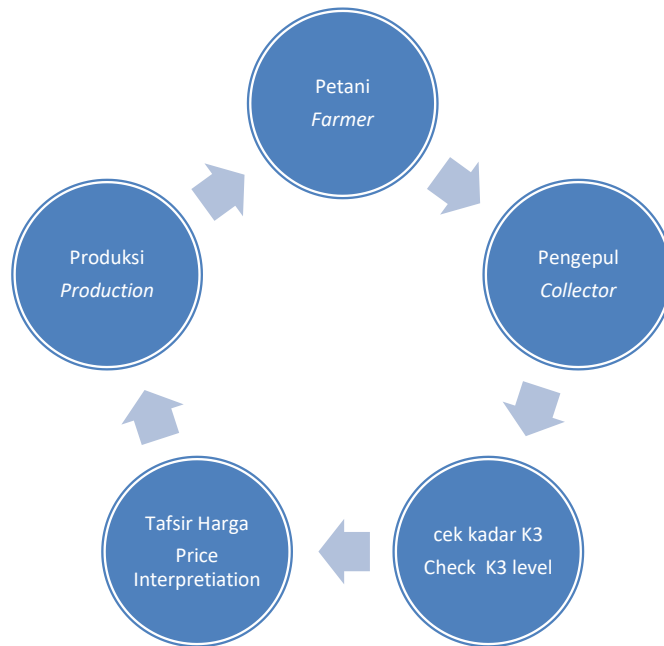 Petani
Farmer
Pengepul
Collector
cek kadar K3
Check K3 level
Tafsir Harga
Price
Interpretiation
Produksi
Production